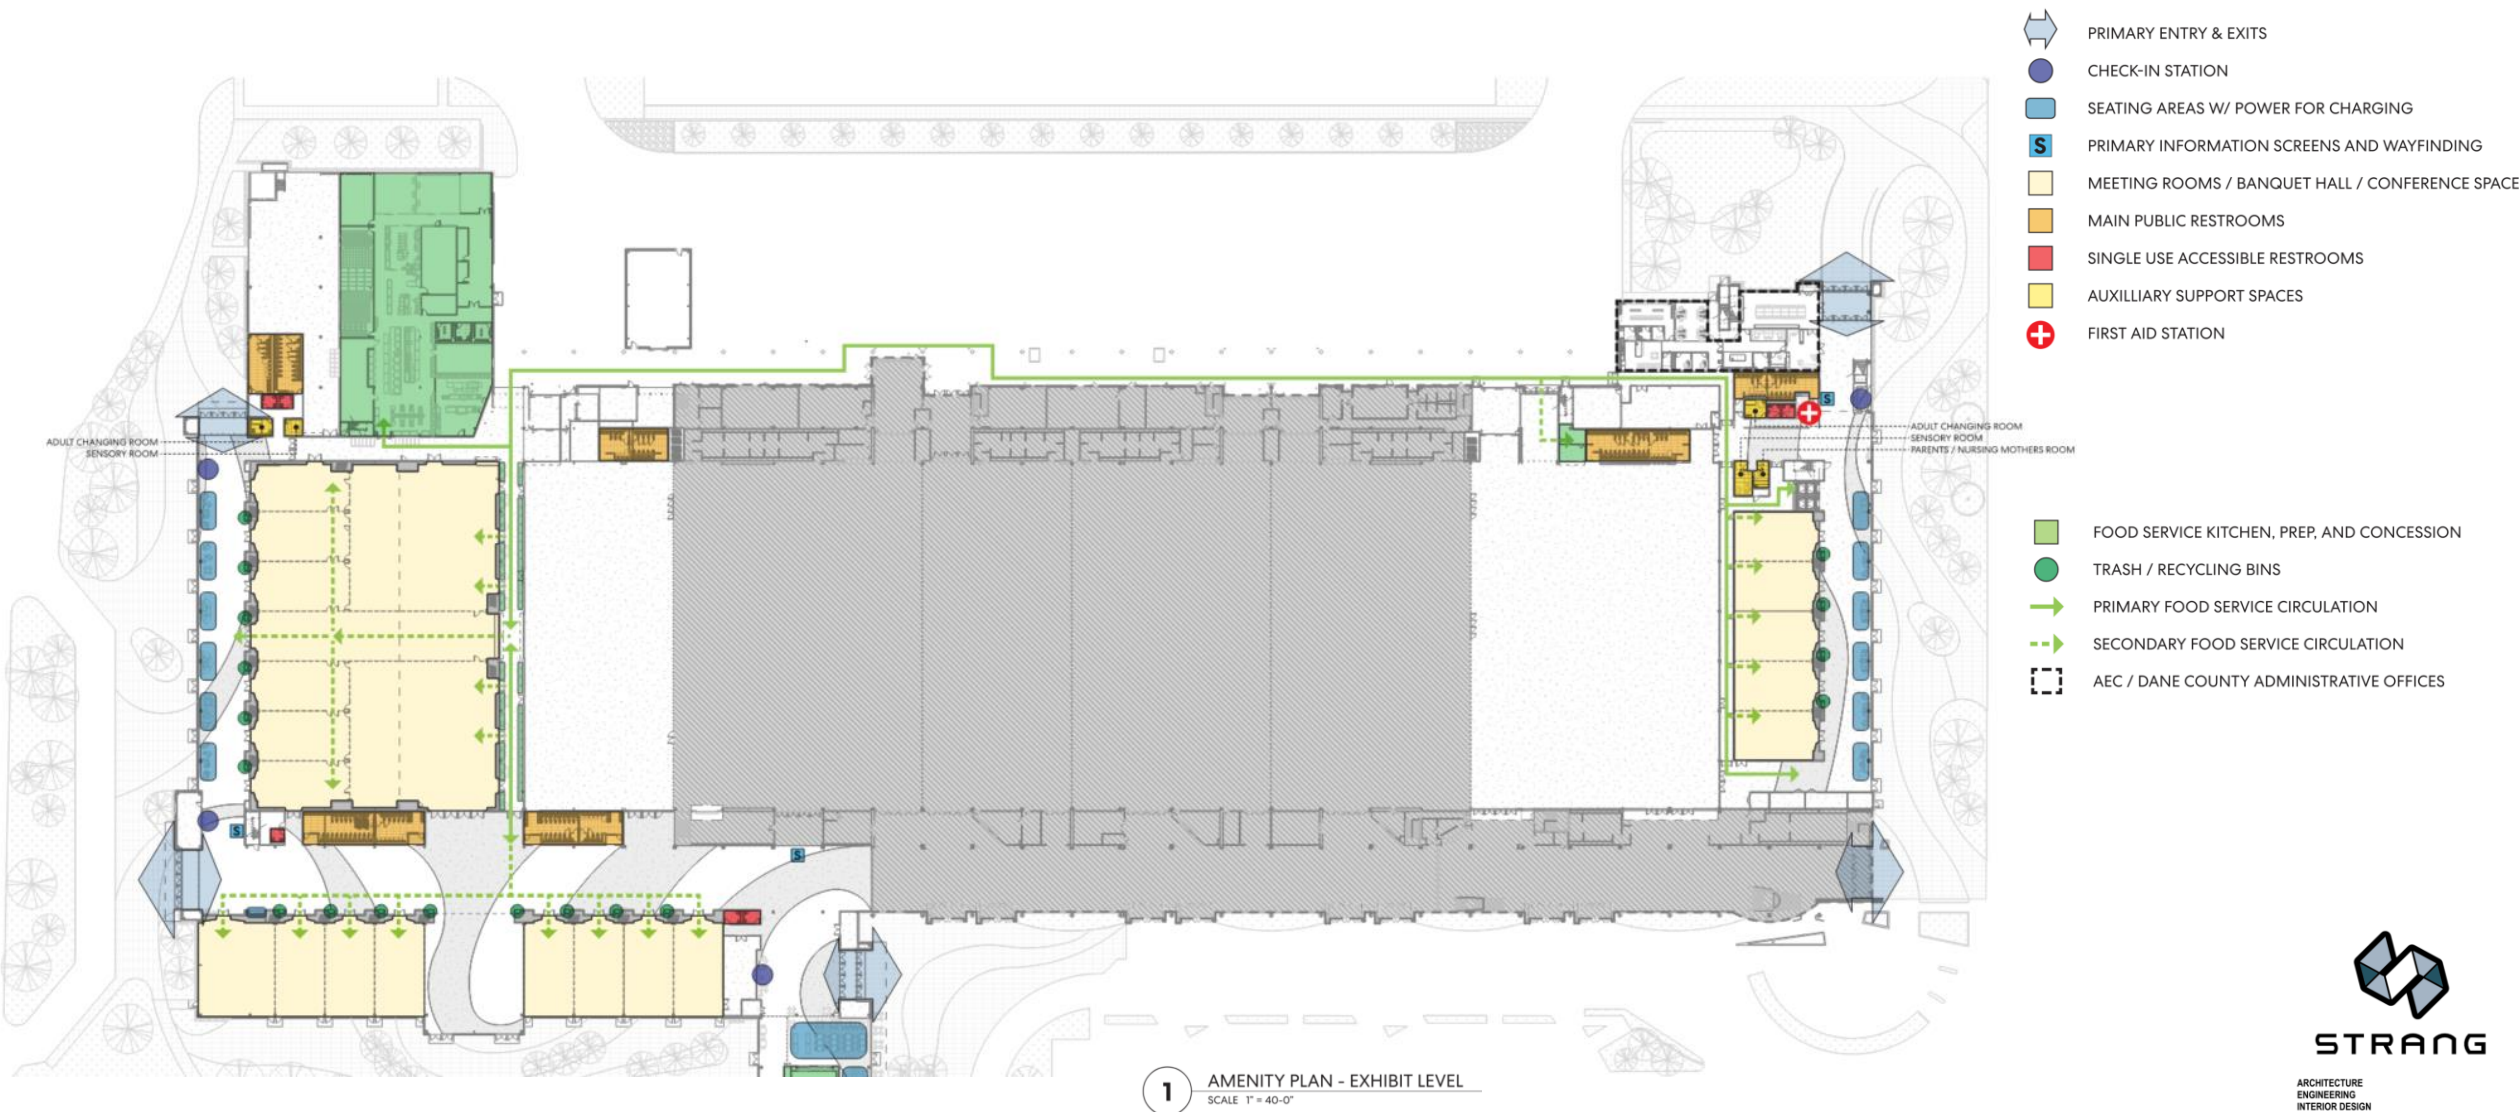 PRIMARY ENTRY & EXITS
CHECK-IN STATION
SEATING AREAS W/ POWER FOR CHARGING
S PRIMARY INFORMATION SCREENS AND WAYFINDING
MEETING ROOMS / BANQUET HALL / CONFERENCE SPACE
MAIN PUBLIC RESTROOMS
SINGLE USE ACCESSIBLE RESTROOMS
AUXILLIARY SUPPORT SPACES
FIRST AID STATION
S
ADULT CHANGING ROOM
SENSORY ROOM
ADULT CHANGING ROOM
SENSORY ROOM
PARENTS / NURSING MOTHERS ROOM
FOOD SERVICE KITCHEN, PREP, AND CONCESSION
TRASH / RECYCLING BINS
PRIMARY FOOD SERVICE CIRCULATION
SECONDARY FOOD SERVICE CIRCULATION
AEC / DANE COUNTY ADMINISTRATIVE OFFICES
S
S
1 AMENITY PLAN - EXHIBIT LEVEL
SCALE 1" = 40-0"
STRANG
ARCHITECTURE
ENGINEERING
INTERIOR DESIGN